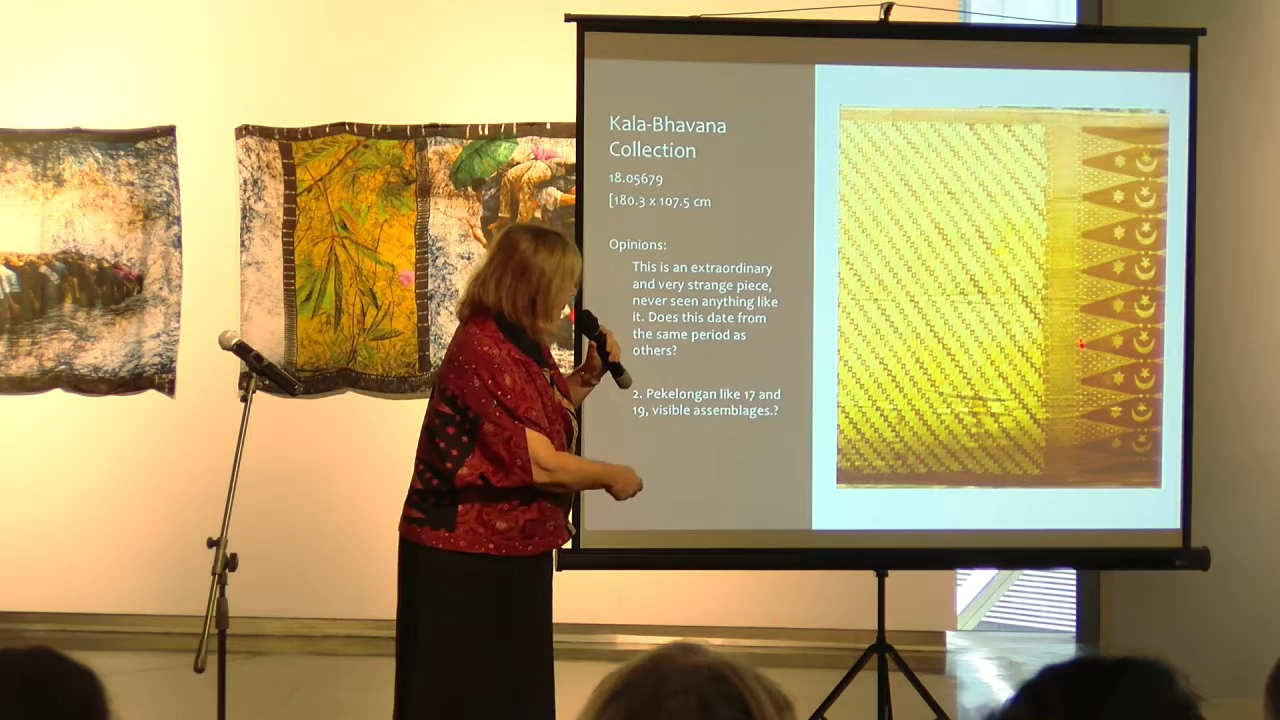 Kala-Bhavana
Collection
18.05679
[180.3 x 107.5 cm
Opinions:
This is an extraordinary
and very strange piece,
never seen anything like
it. Does this date from
the same period as
others?
2. Pekelongan like 17 and
19, visible assemblages.?